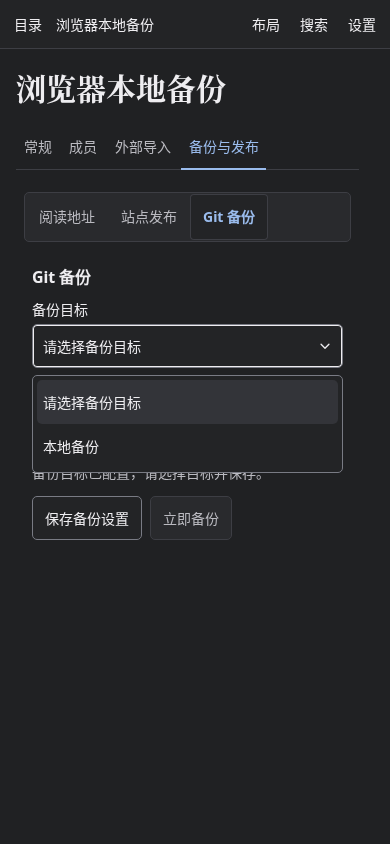 目录 浏览器本地备份 布局 搜索 设置
浏览器本地备份
常规 成员 外部导入 备份与发布
阅读地址 站点发布 Git 备份
Git 备份
备份目标
请选择备份目标
请选择备份目标
本地备份
备份目标已配置，请选择目标并保存。
保存备份设置 立即备份